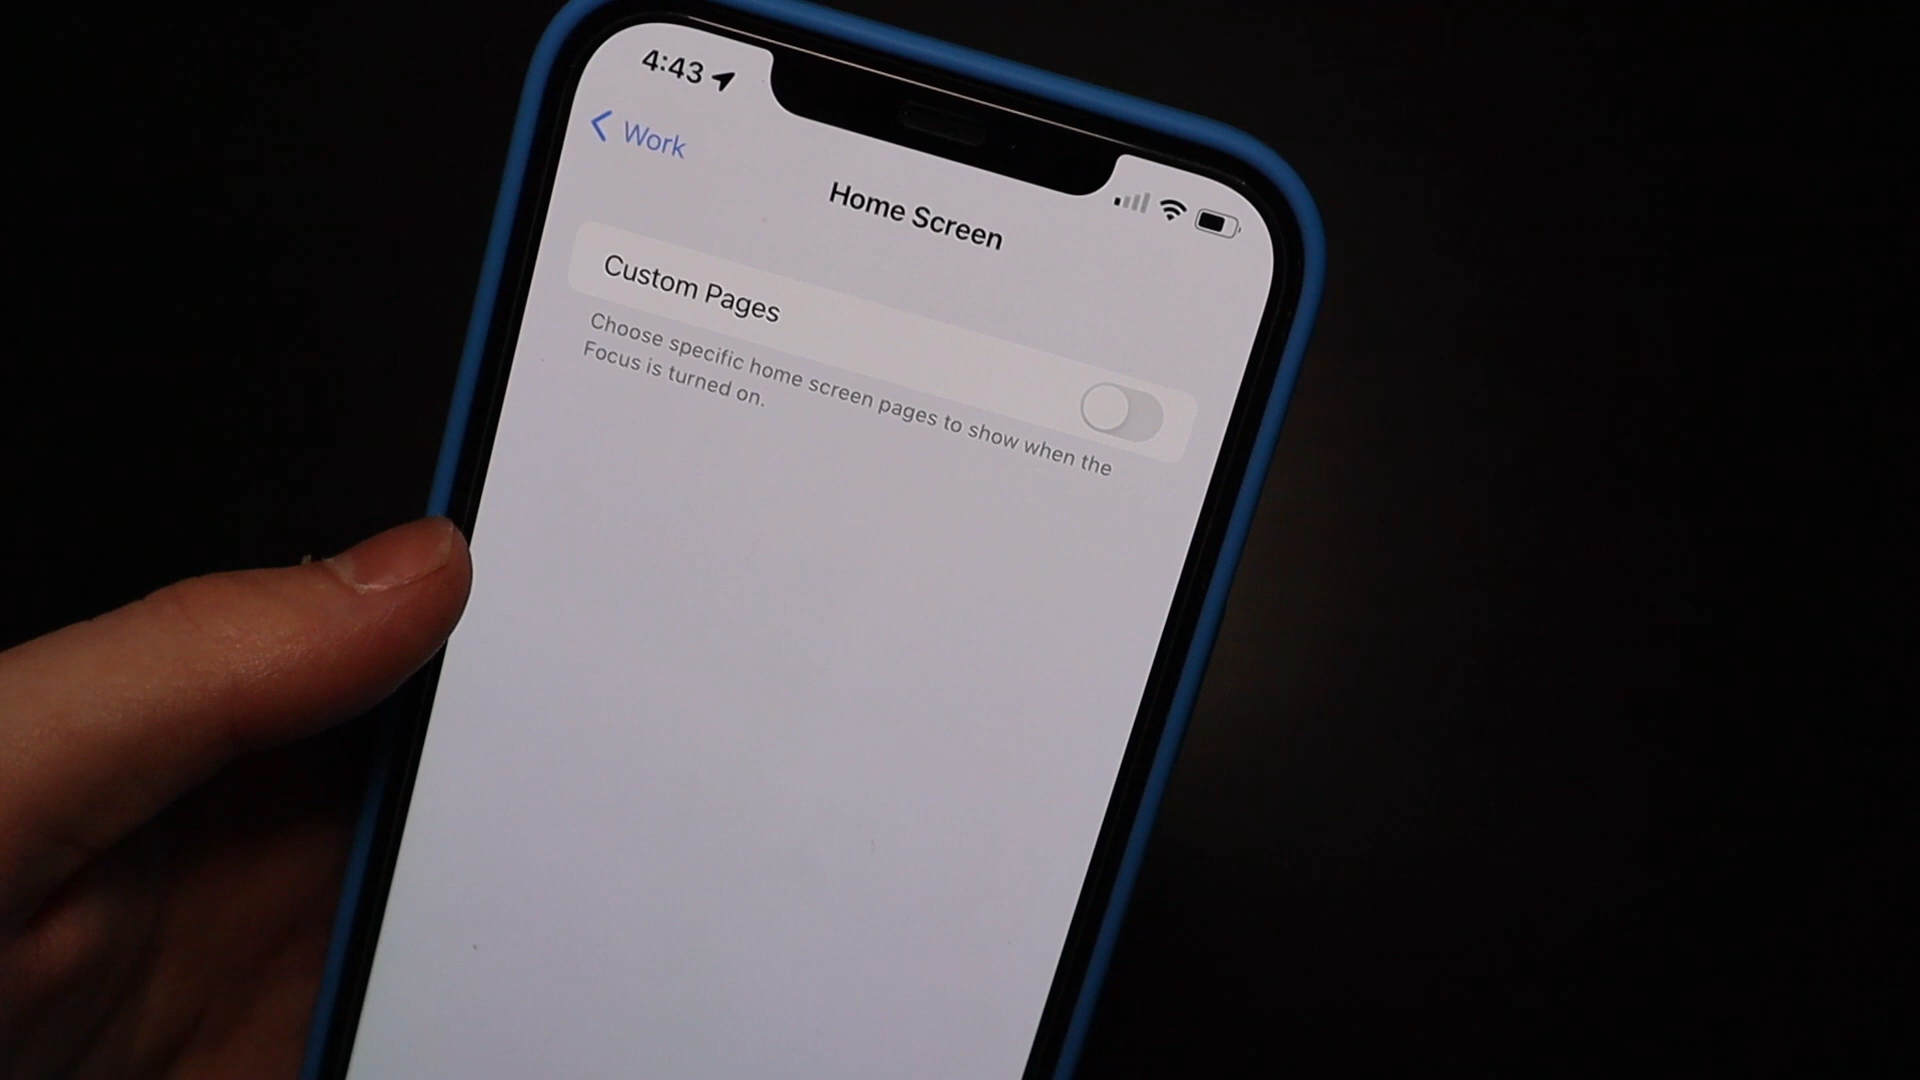 4:43
Work
Home Screen
Custom Pages
Choose specific home screen pages to show when the
Focus is turned on.